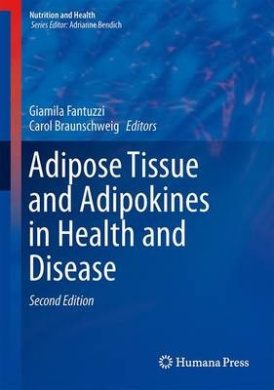 Nutrition and Health
Series Editor: Adrianne Bendich
Giamila Fantuzzi
Carol Braunschweig Editors
Adipose Tissue
and Adipokines
in Health and
Disease
Second Edition
Humana Press